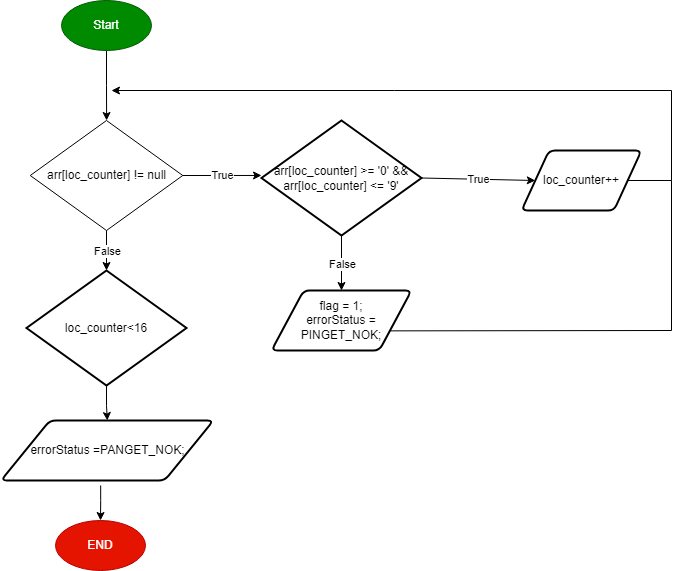 Start
arr[loc_counter] != null
True
arr[loc_counter] >= '0' &&
arr[loc_counter] <= '9'
True
loc_counter++
False
False
flag = 1;
errorStatus =
PINGET_NOK;
loc_counter<16
errorStatus =PANGET_NOK;
END